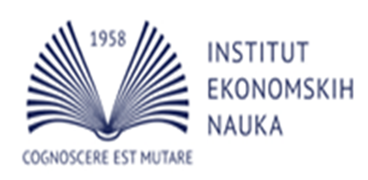 1958
COGNOSCERE EST MUTARE
INSTITUT
EKONOMSKIH
NAUKA